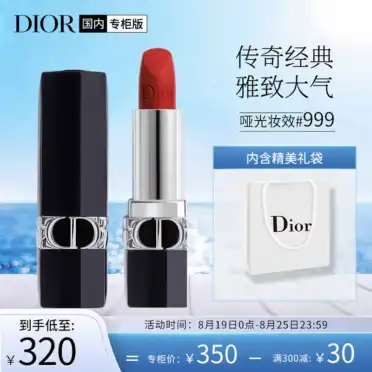 DIOR 国内 专柜版
传奇经典
雅致大气
哑光妆效#999
内含精美礼袋
Dior
Dior
到手低至:
¥320
活动时间:8月19日0点-8月25日23:59
= 专柜价:¥350 - 满300减:¥30